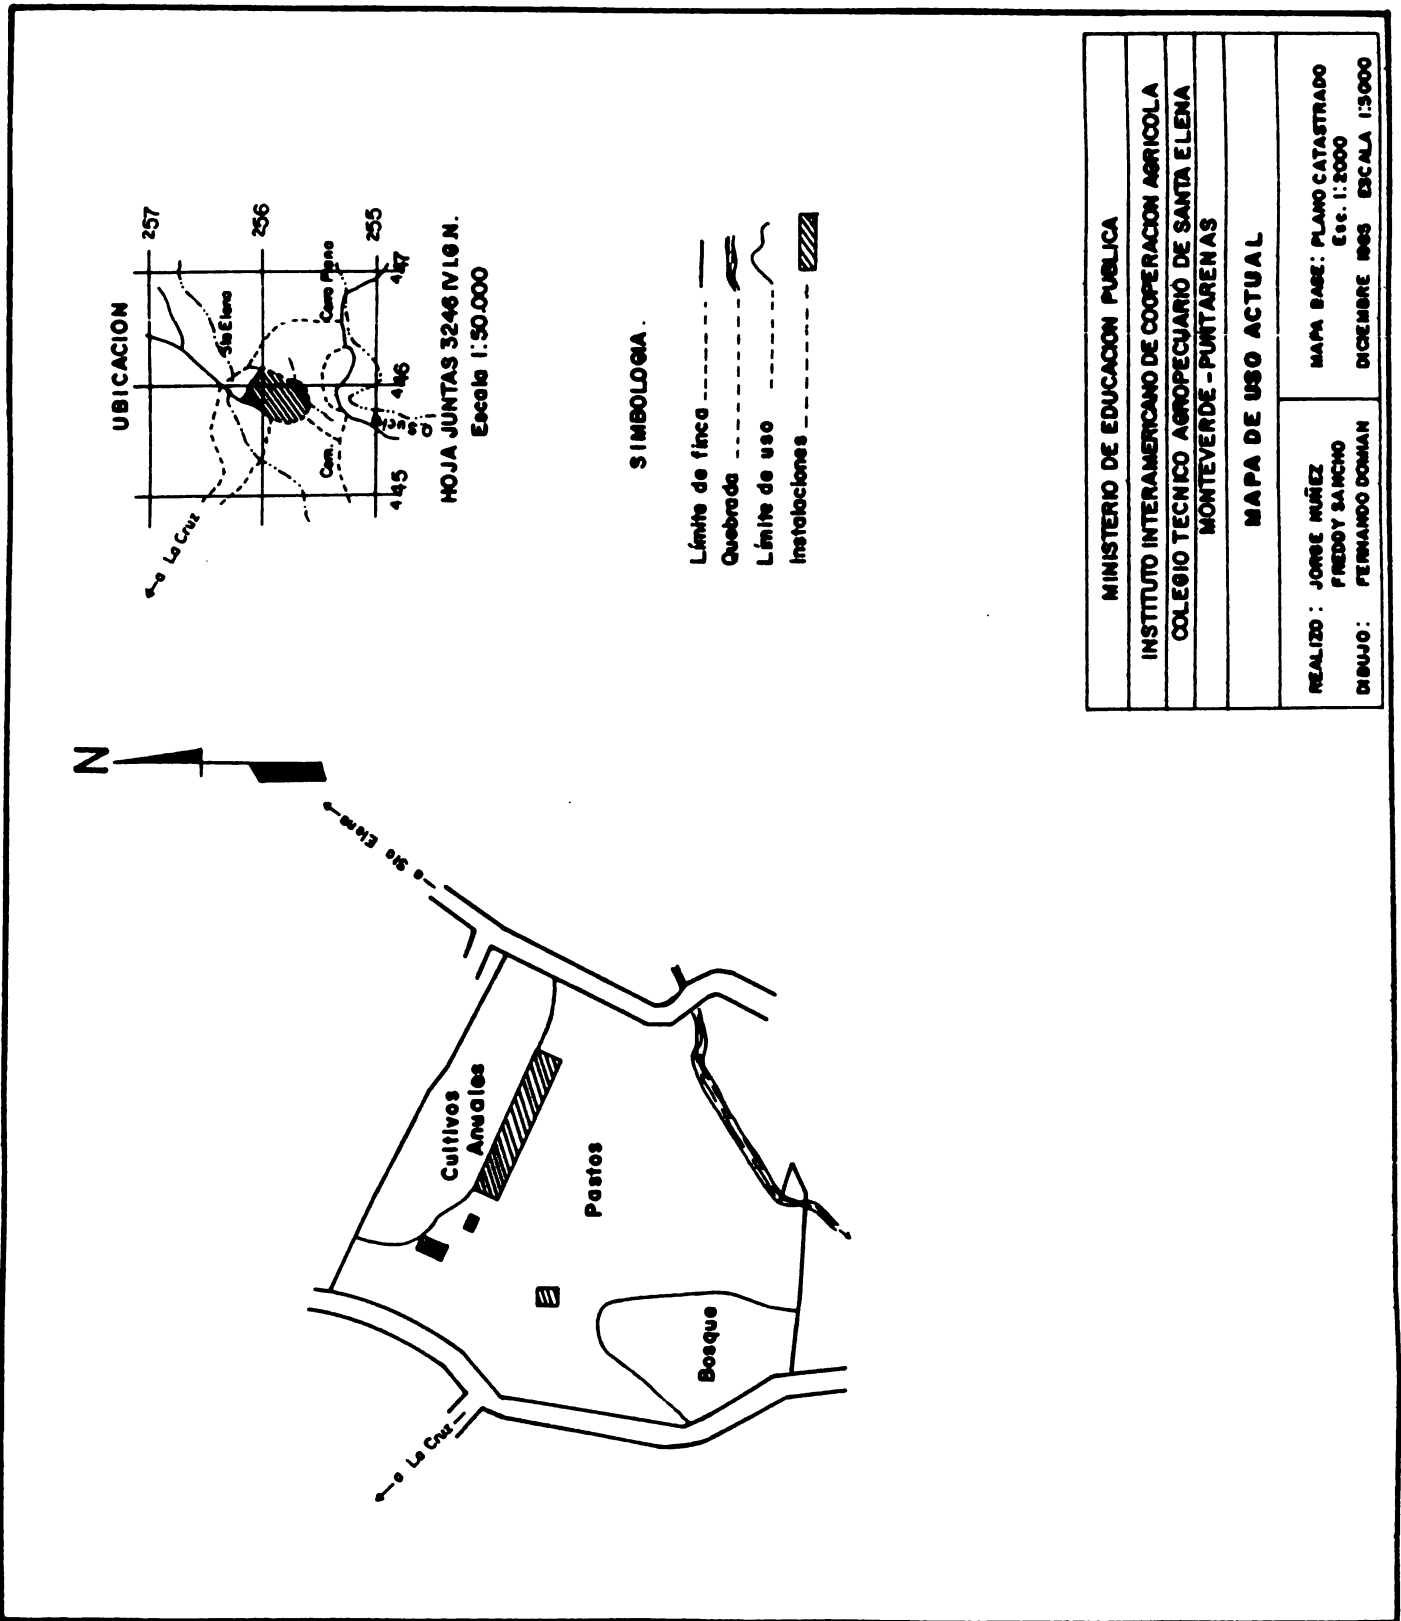 N
a Sta Elena
a La Cruz
Cultivos
Anuales
Pastos
Bosque
UBICACION
257
256
255
a La Cruz
Sta Elena
Cerro Plano
Cem.
445
446
447
HOJA JUNTAS 3246 IV IGN.
Escala 1:50.000
SIMBOLOGIA.
Límite de finca
Quebrada
Límite de uso
Instalaciones
MINISTERIO DE EDUCACION PUBLICA
INSTITUTO INTERAMERICANO DE COOPERACION AGRICOLA
COLEGIO TECNICO AGROPECUARIO DE SANTA ELENA
MONTEVERDE - PUNTARENAS
MAPA DE USO ACTUAL
REALIZO: JORGE NUÑEZ
FREDDY SANCHO
DIBUJO: FERNANDO DOMIAN
MAPA BASE: PLANO CATASTRADO
Esc. 1:2000
DICIEMBRE 1985 ESCALA 1:5000